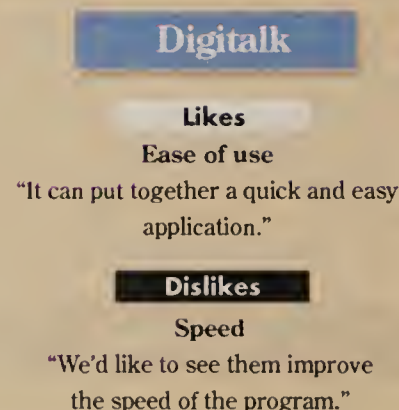 Digitalk
Likes
Ease of use
“It can put together a quick and easy
application.”
Dislikes
Speed
“We’d like to see them improve
the speed of the program.”